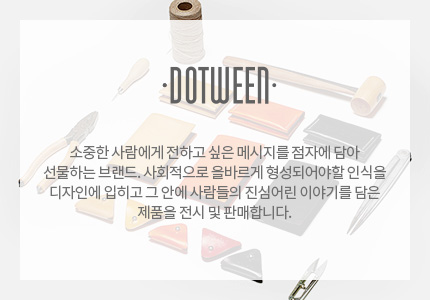 ·DOTWEEN·
소중한 사람에게 전하고 싶은 메시지를 점자에 담아
선물하는 브랜드. 사회적으로 올바르게 형성되어야할 인식을
디자인에 입히고 그 안에 사람들의 진심어린 이야기를 담은
제품을 전시 및 판매합니다.